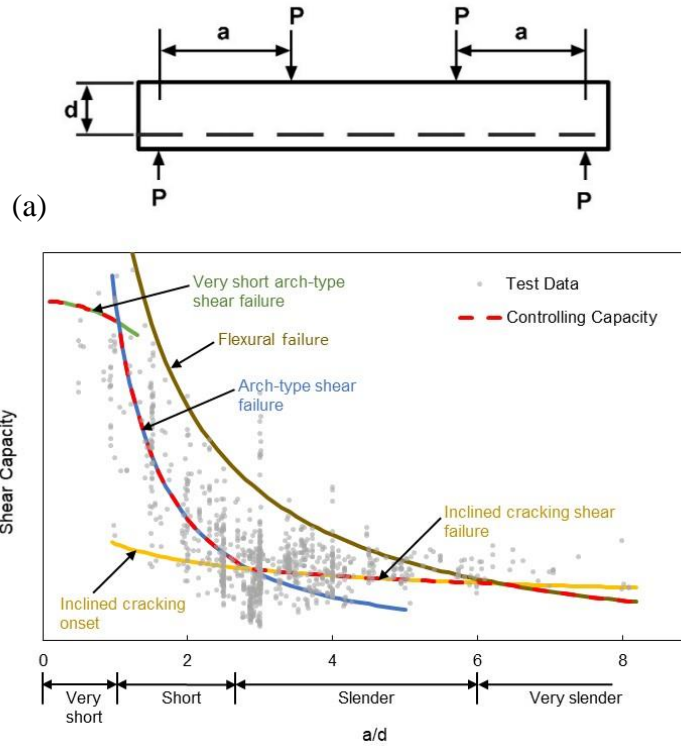 P P
a a
d
P P
(a)
Very short arch-type
shear failure
Test Data
Controlling Capacity
Flexural failure
Arch-type shear
failure
Shear Capacity
Inclined cracking shear
failure
Inclined cracking
onset
0 2 4 6 8
Very
short
Short Slender Very slender
a/d